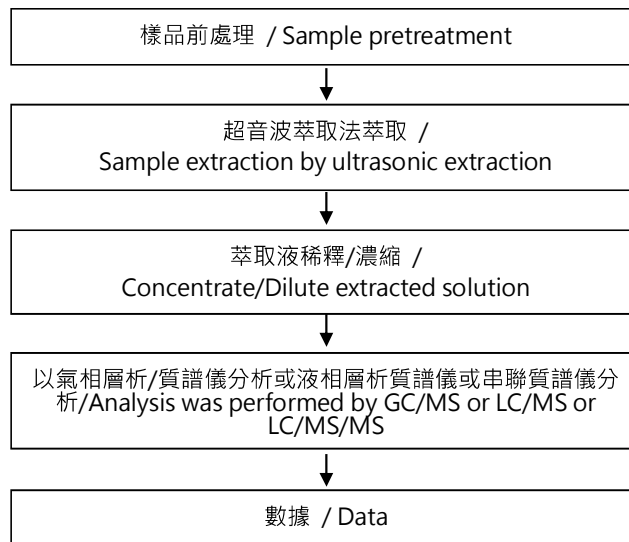 樣品前處理 / Sample pretreatment
超音波萃取法萃取 /
Sample extraction by ultrasonic extraction
萃取液稀釋/濃縮 /
Concentrate/Dilute extracted solution
以氣相層析/質譜儀分析或液相層析質譜儀或串聯質譜儀分
析/Analysis was performed by GC/MS or LC/MS or
LC/MS/MS
數據 / Data